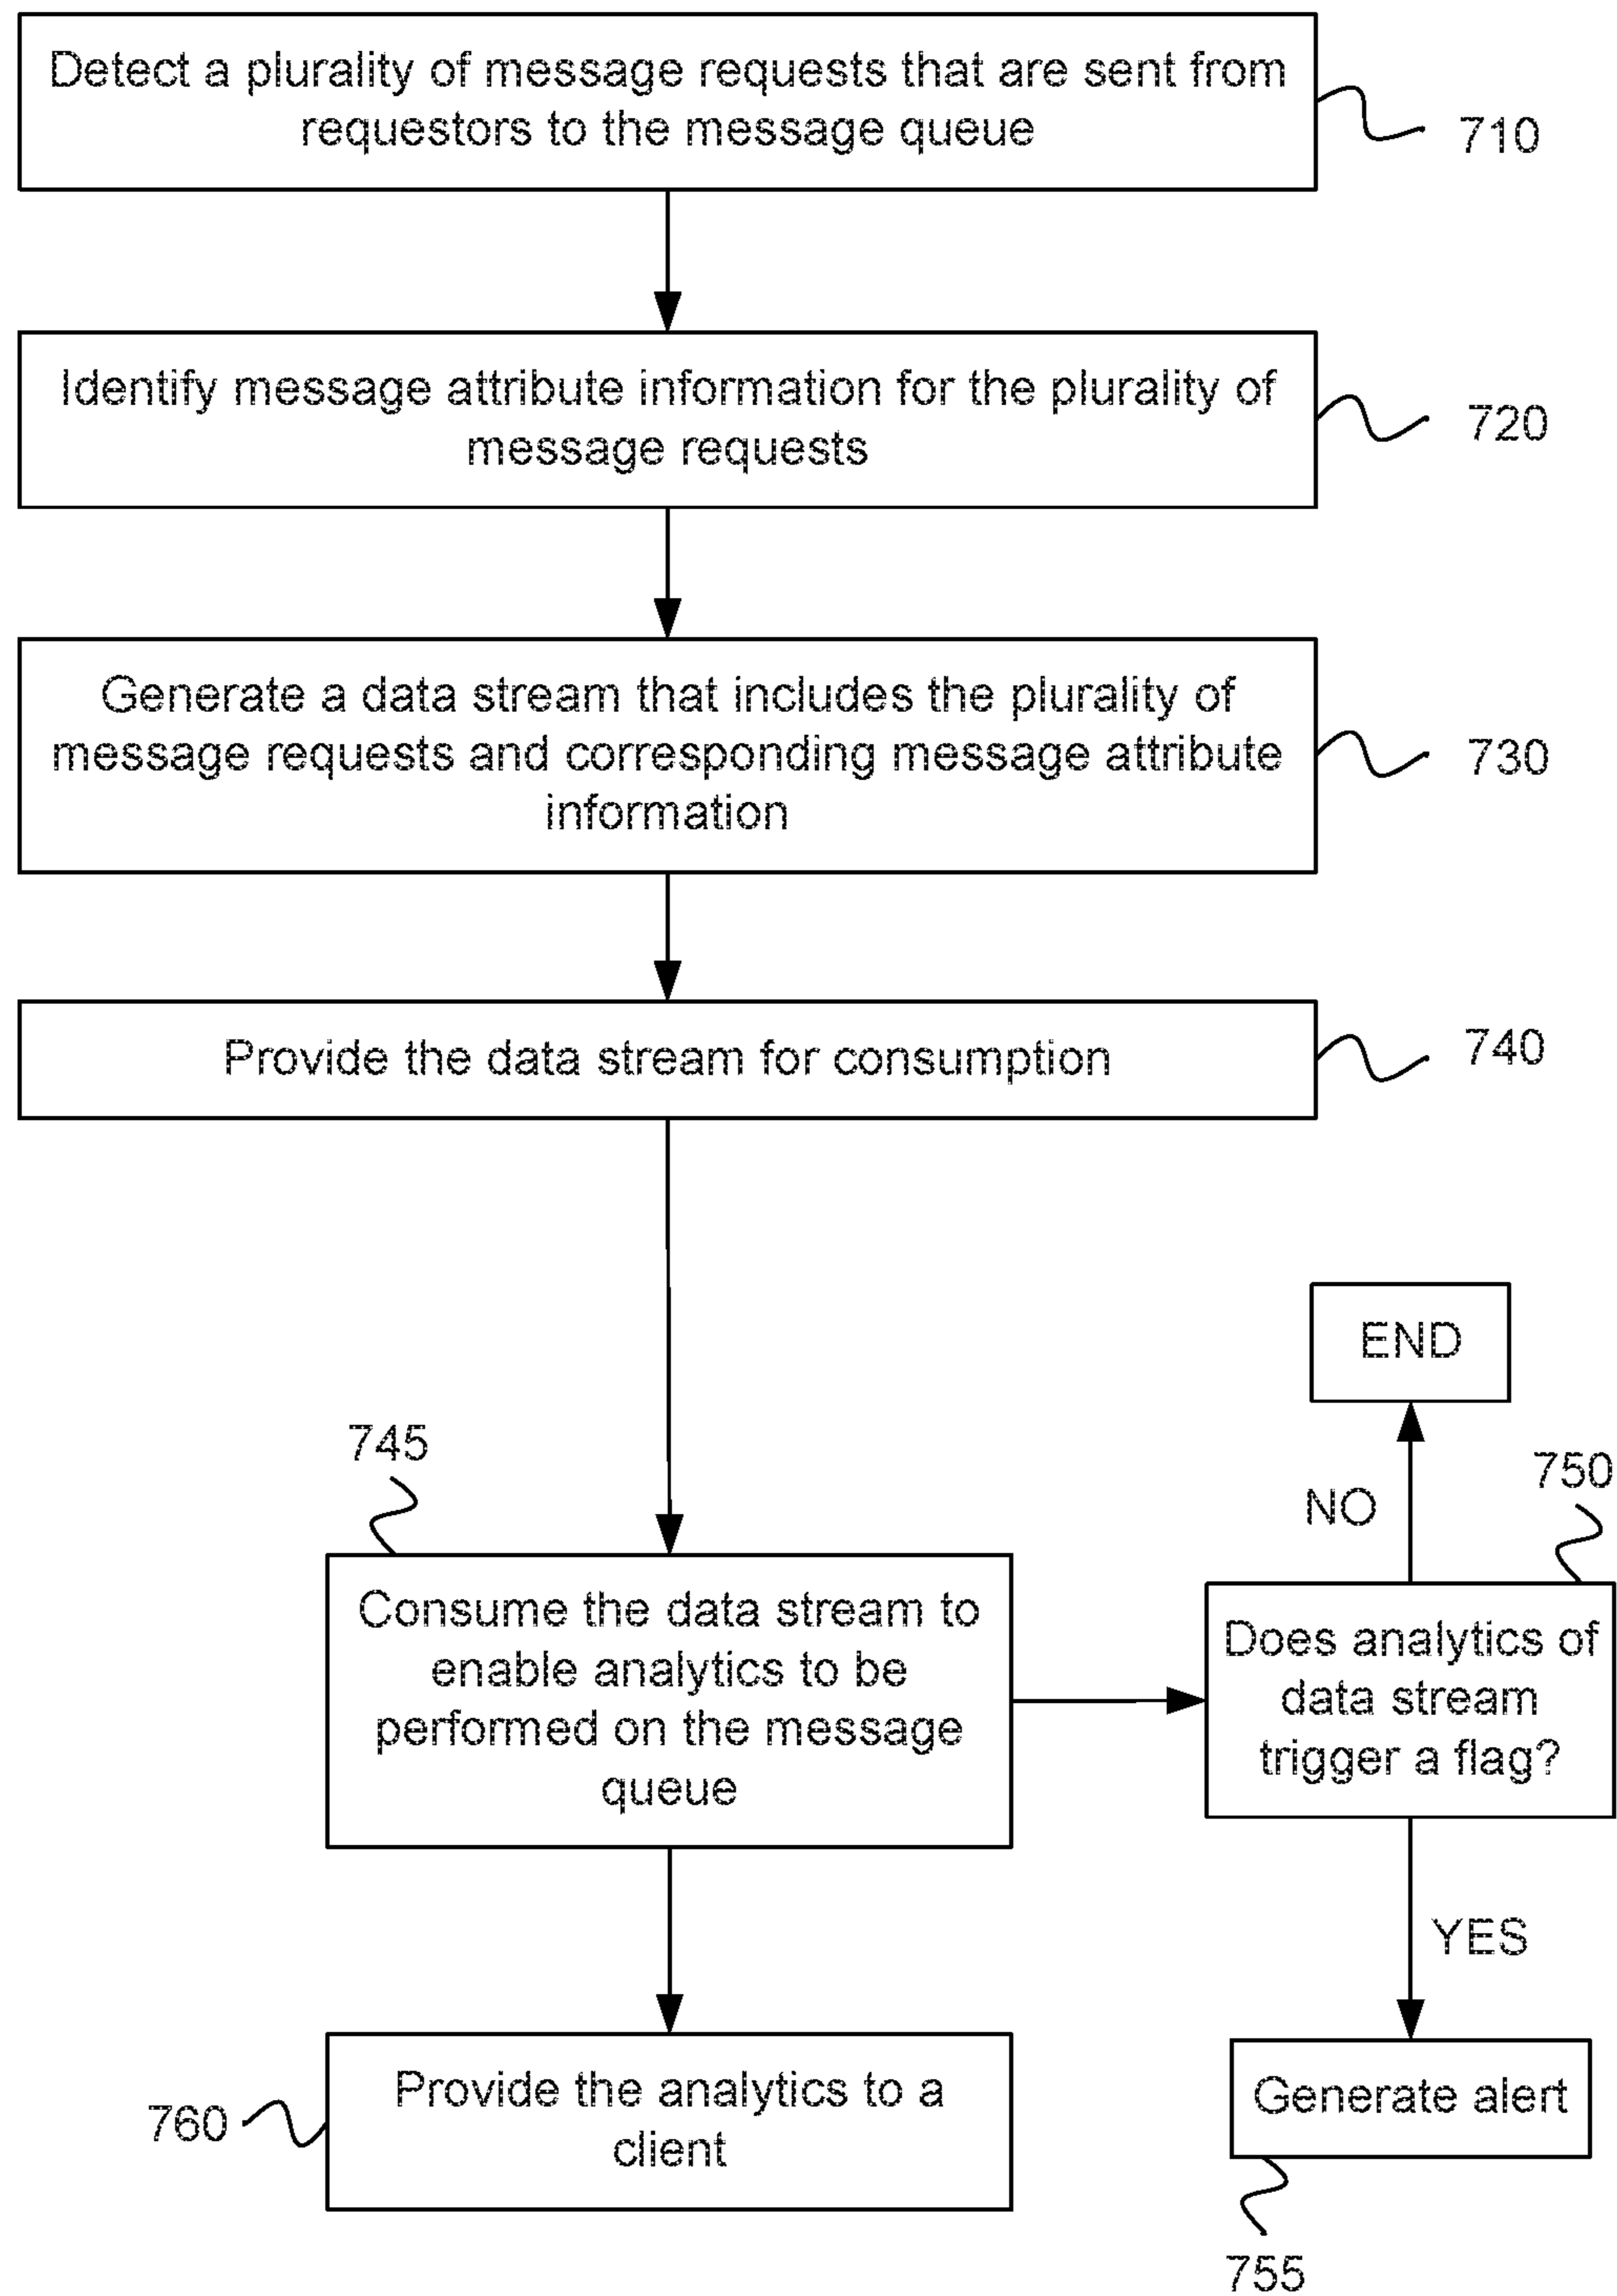 Detect a plurality of message requests that are sent from
requestors to the message queue
710
Identify message attribute information for the plurality of
message requests
720
Generate a data stream that includes the plurality of
message requests and corresponding message attribute
information
730
Provide the data stream for consumption
740
END
745
NO
750
Consume the data stream to
enable analytics to be
performed on the message
queue
Does analytics of
data stream
trigger a flag?
YES
760
Provide the analytics to a
client
Generate alert
755